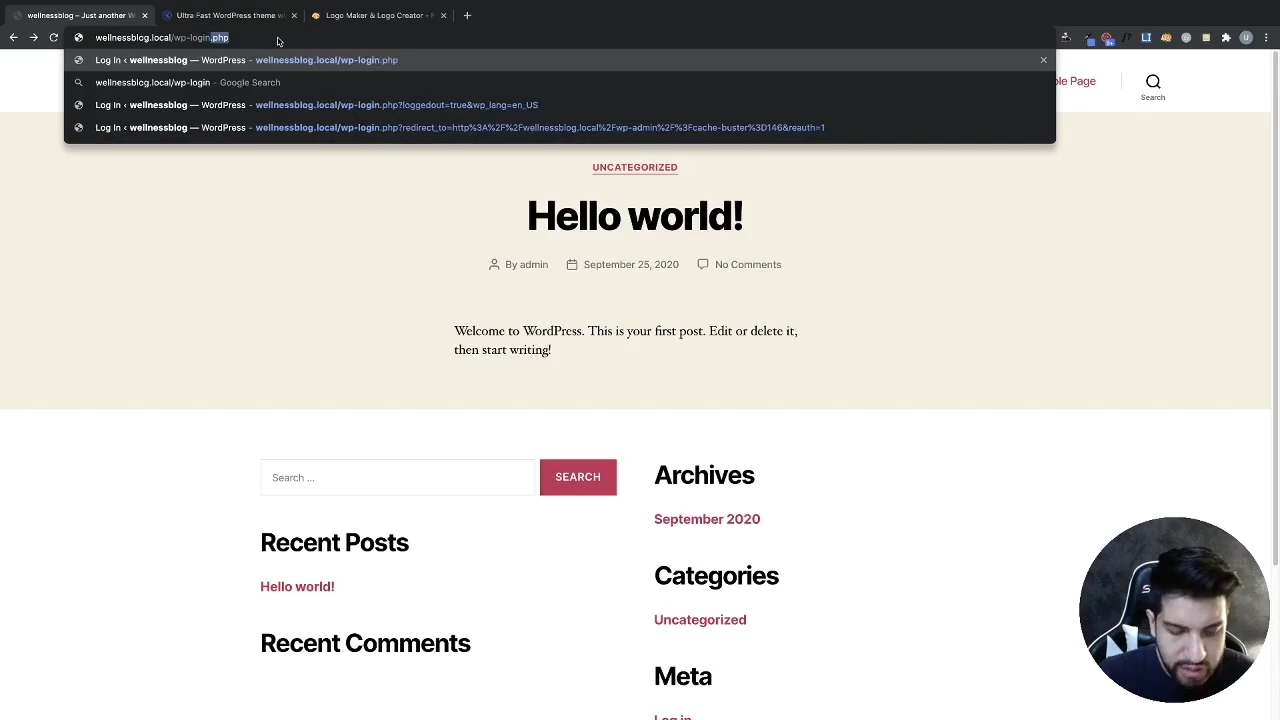 wellnessblog – Just another W
Ultra Fast WordPress theme wi
Logo Maker & Logo Creator – F
wellnessblog.local/wp-login.php
Log In ‹ wellnessblog — WordPress - wellnessblog.local/wp-login.php
wellnessblog.local/wp-login - Google Search
Log In ‹ wellnessblog — WordPress - wellnessblog.local/wp-login.php?loggedout=true&wp_lang=en_US
Log In ‹ wellnessblog — WordPress - wellnessblog.local/wp-login.php?redirect_to=http%3A%2F%2Fwellnessblog.local%2Fwp-admin%2F%3Fcache-buster%3D146&reauth=1
ple Page
Search
UNCATEGORIZED
Hello world!
By admin
September 25, 2020
No Comments
Welcome to WordPress. This is your first post. Edit or delete it,
then start writing!
Search …
SEARCH
Recent Posts
Hello world!
Recent Comments
Archives
September 2020
Categories
Uncategorized
Meta
Log in